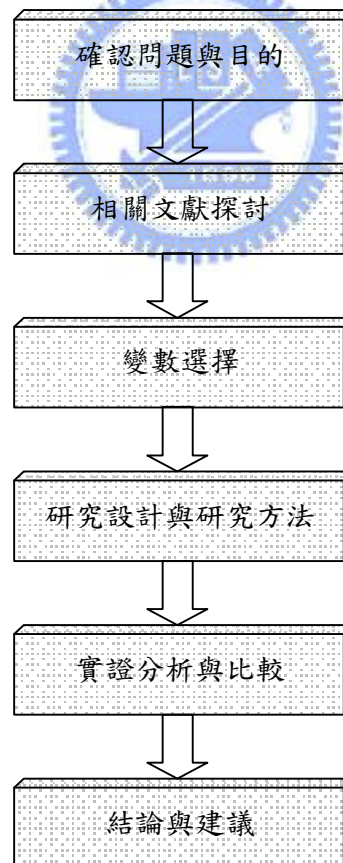 確認問題與目的
相關文獻探討
變數選擇
研究設計與研究方法
實證分析與比較
結論與建議